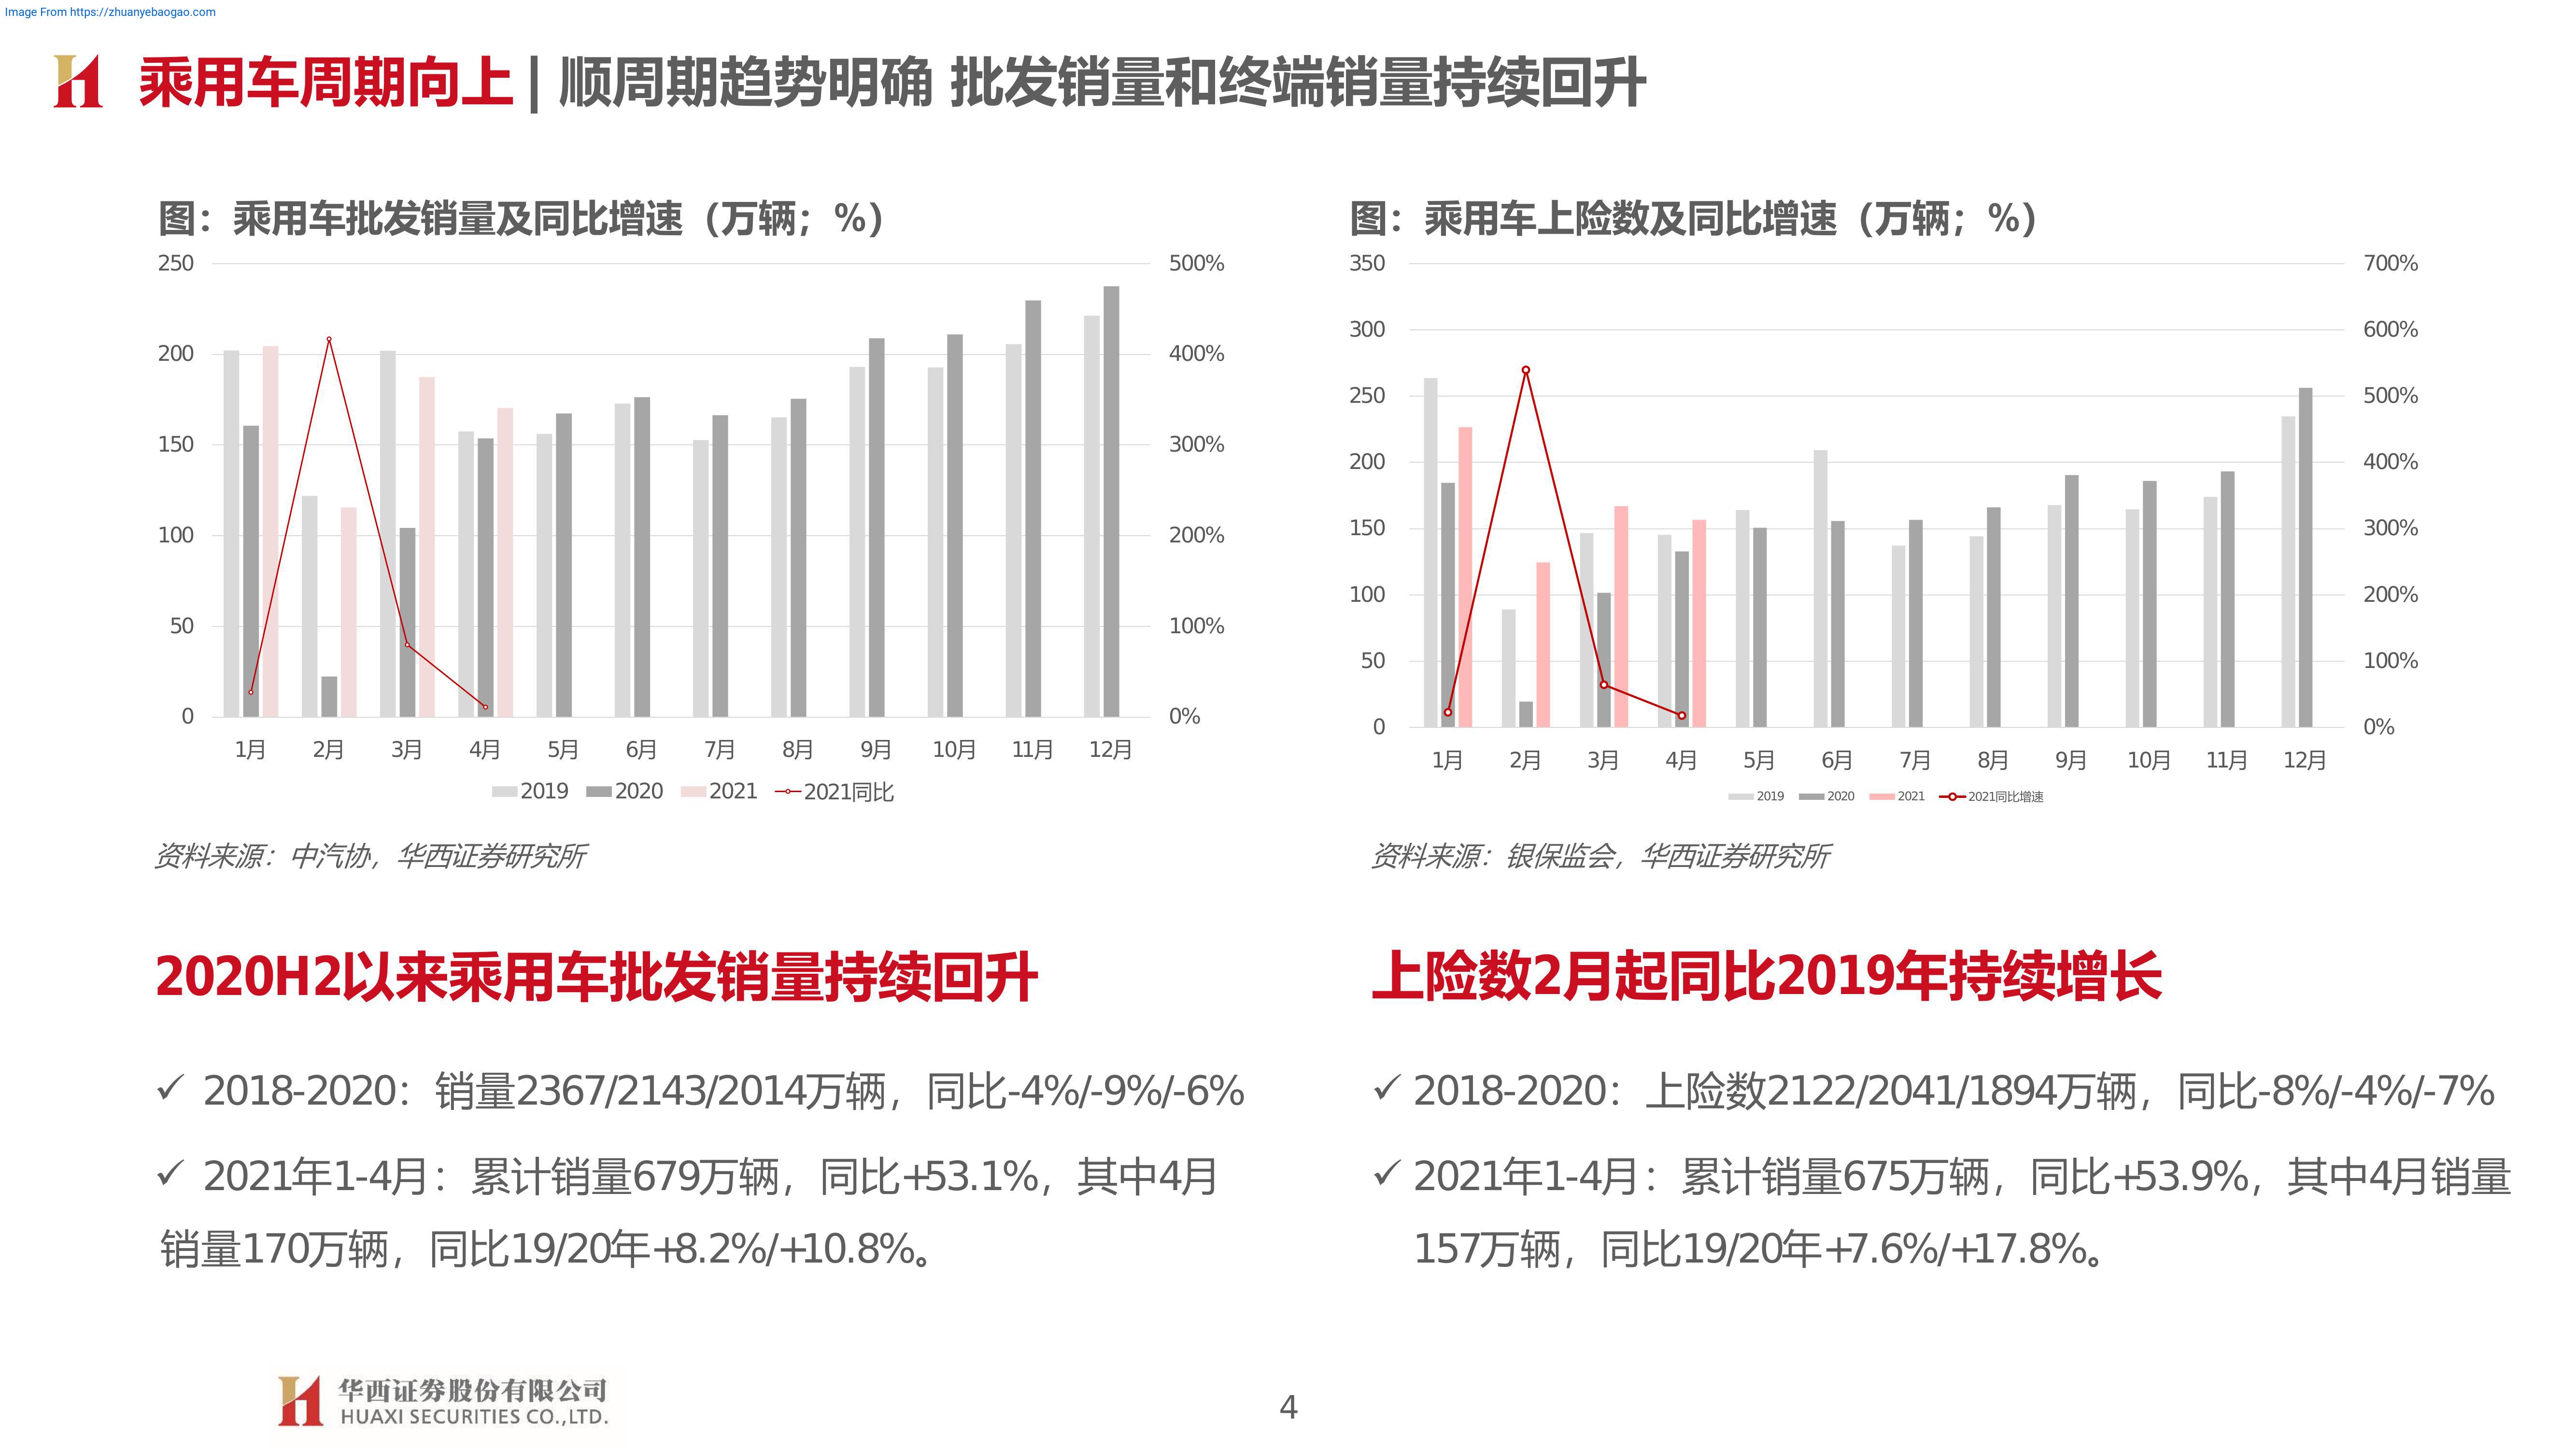 Image From https://zhuanyebaogao.com
乘用车周期向上 | 顺周期趋势明确 批发销量和终端销量持续回升
图：乘用车批发销量及同比增速（万辆；%）
250
200
150
100
50
0
500%
400%
300%
200%
100%
0%
1月 2月 3月 4月 5月 6月 7月 8月 9月 10月 11月 12月
2019 2020 2021 2021同比
资料来源：中汽协，华西证券研究所
图：乘用车上险数及同比增速（万辆；%）
350
300
250
200
150
100
50
0
700%
600%
500%
400%
300%
200%
100%
0%
1月 2月 3月 4月 5月 6月 7月 8月 9月 10月 11月 12月
2019 2020 2021 2021同比增速
资料来源：银保监会，华西证券研究所
2020H2以来乘用车批发销量持续回升
✓ 2018-2020：销量2367/2143/2014万辆，同比-4%/-9%/-6%
✓ 2021年1-4月：累计销量679万辆，同比+53.1%，其中4月
销量170万辆，同比19/20年+8.2%/+10.8%。
上险数2月起同比2019年持续增长
✓ 2018-2020：上险数2122/2041/1894万辆，同比-8%/-4%/-7%
✓ 2021年1-4月：累计销量675万辆，同比+53.9%，其中4月销量
157万辆，同比19/20年+7.6%/+17.8%。
华西证券股份有限公司
HUAXI SECURITIES CO.,LTD.
4